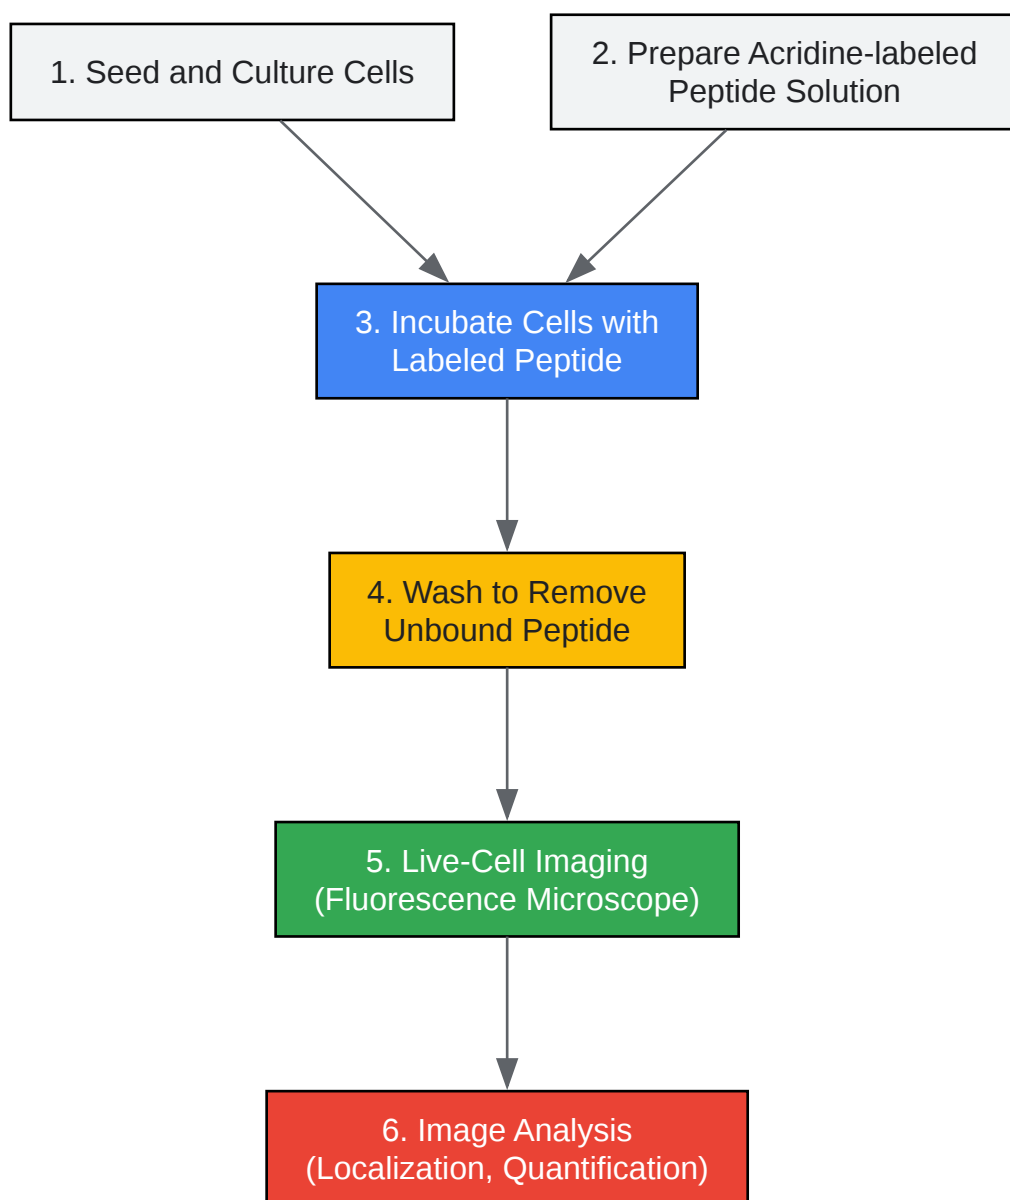 1. Seed and Culture Cells
2. Prepare Acridine-labeled
Peptide Solution
3. Incubate Cells with
Labeled Peptide
4. Wash to Remove
Unbound Peptide
5. Live-Cell Imaging
(Fluorescence Microscope)
6. Image Analysis
(Localization, Quantification)